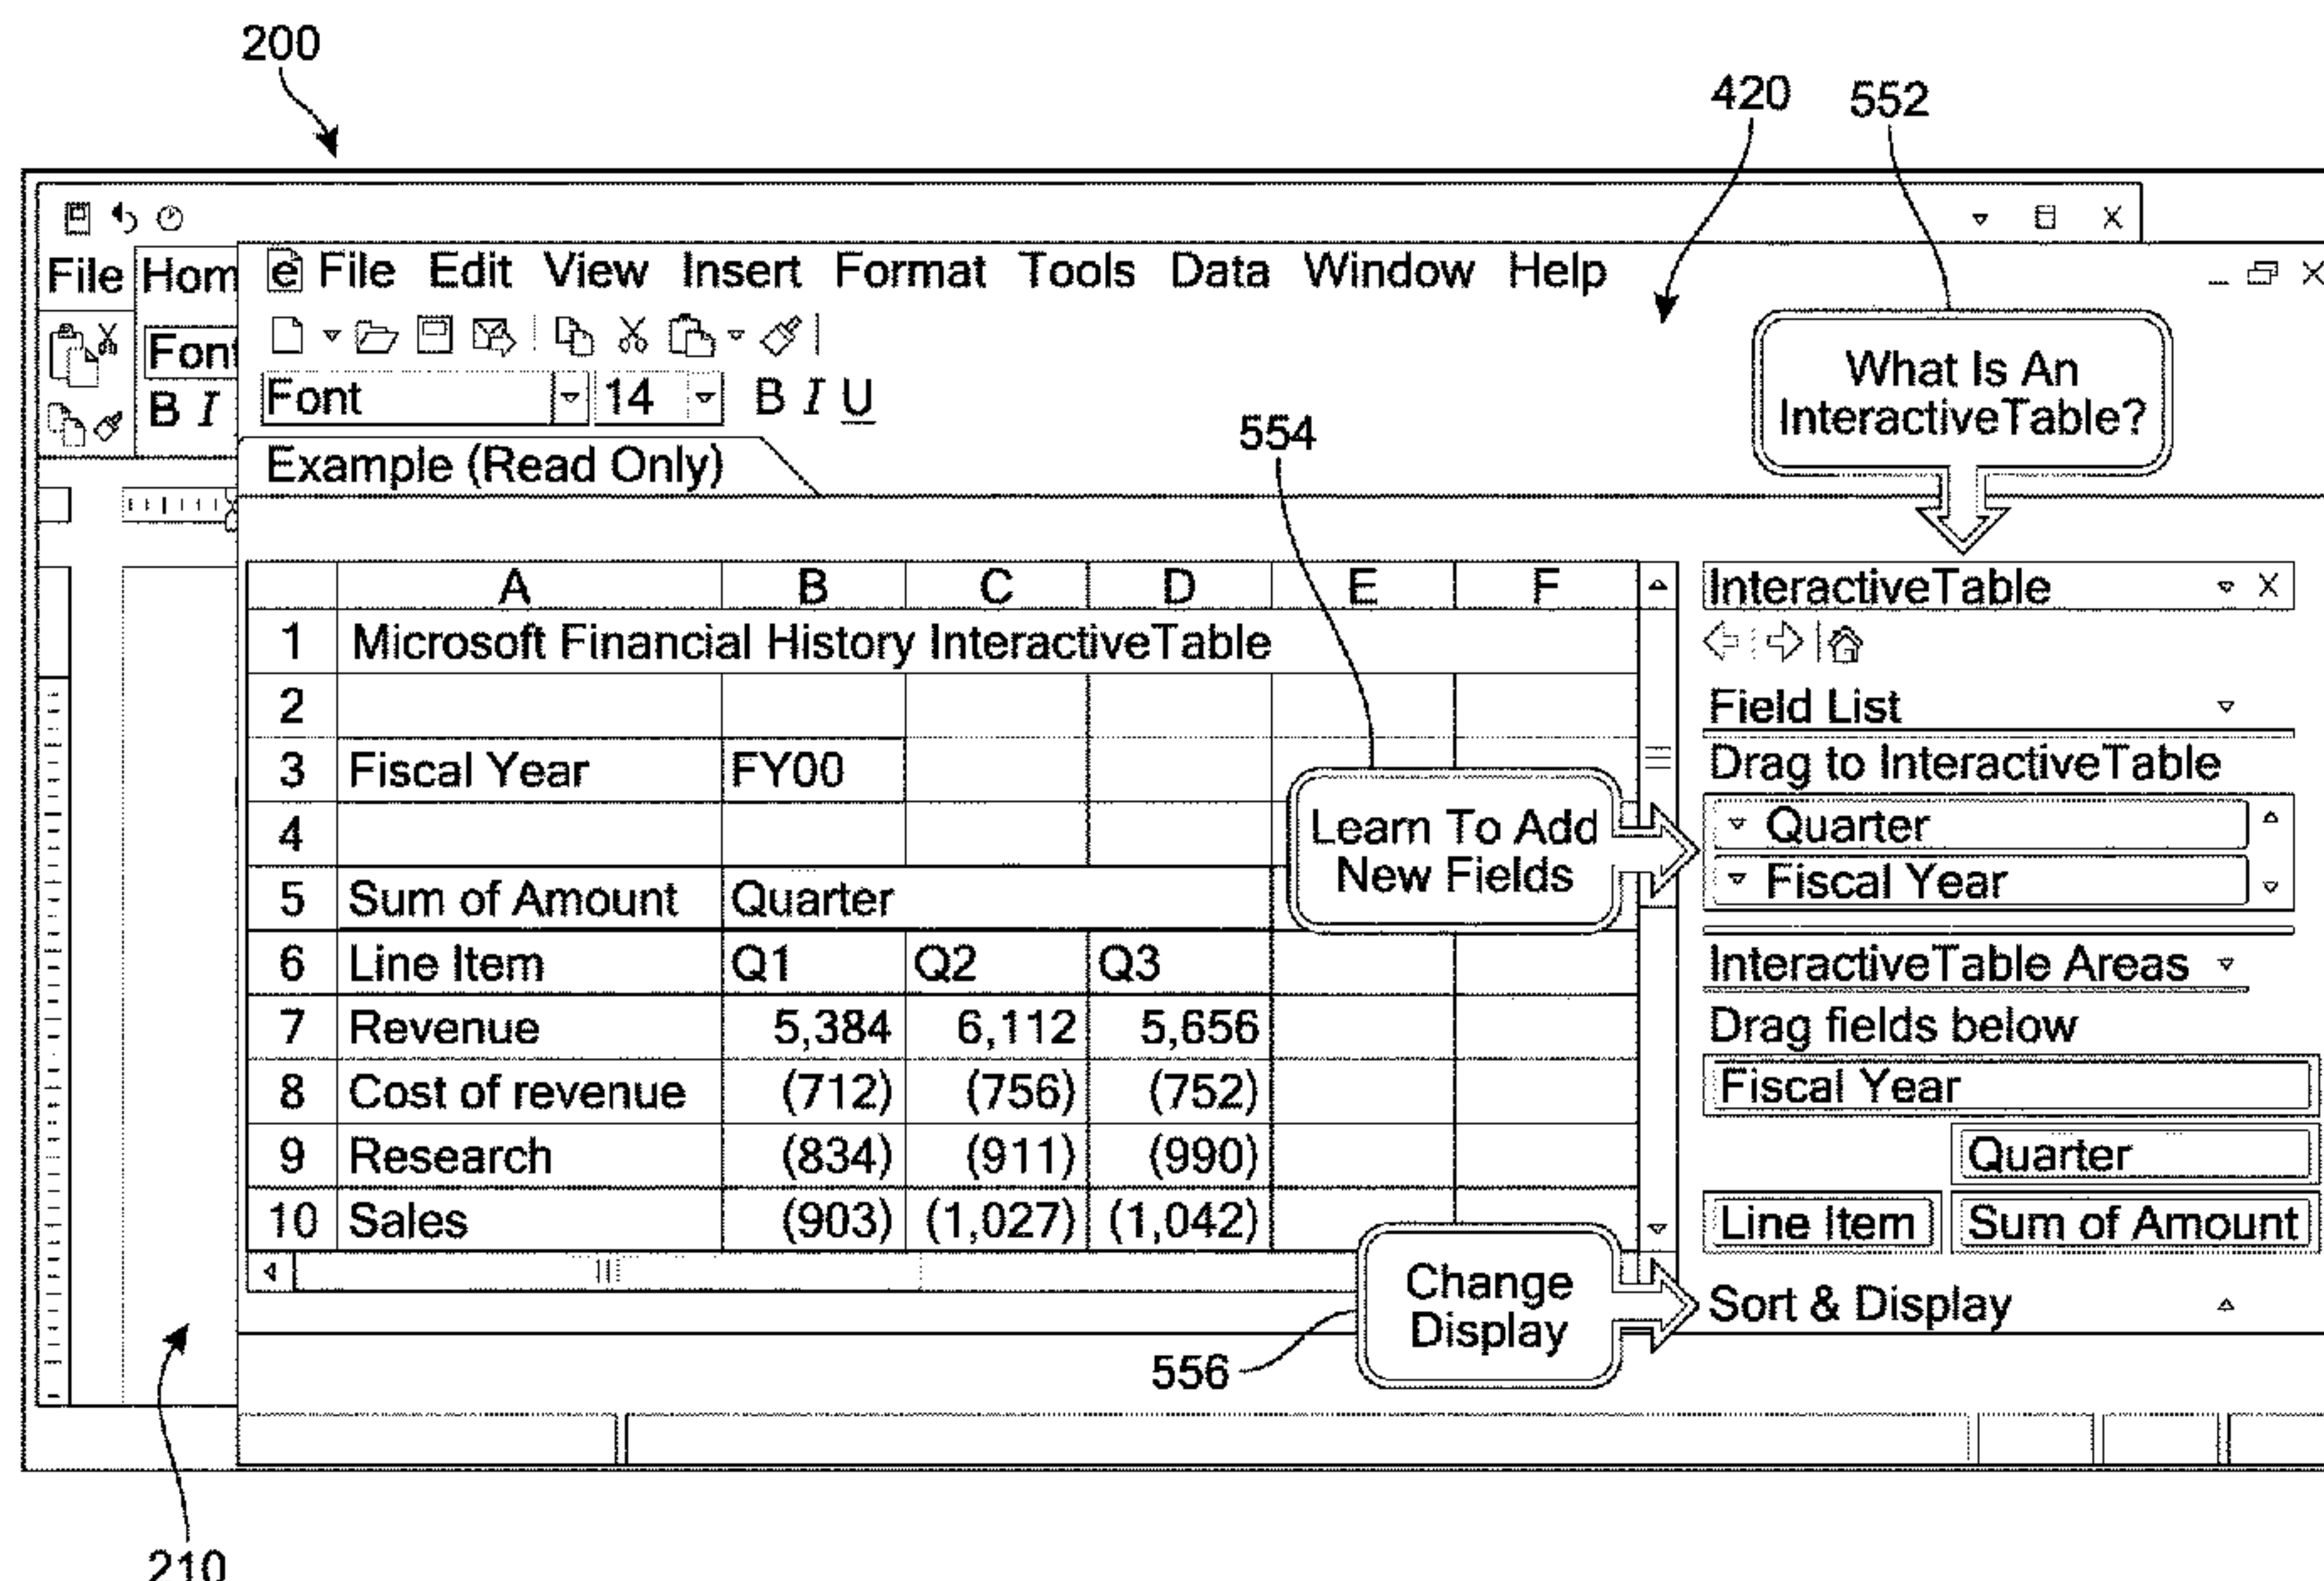 200
420 552
File Home
File Edit View Insert Format Tools Data Window Help
Font
B I
Font 14 B I U
What Is An
InteractiveTable?
554
Example (Read Only)
A B C D E F
1 Microsoft Financial History InteractiveTable
2
3 Fiscal Year FY00
4
5 Sum of Amount Quarter
6 Line Item Q1 Q2 Q3
7 Revenue 5,384 6,112 5,656
8 Cost of revenue (712) (756) (752)
9 Research (834) (911) (990)
10 Sales (903) (1,027) (1,042)
Learn To Add
New Fields
Change
Display
556
InteractiveTable
Field List
Drag to InteractiveTable
Quarter
Fiscal Year
InteractiveTable Areas
Drag fields below
Fiscal Year
Quarter
Line Item Sum of Amount
Sort & Display
210